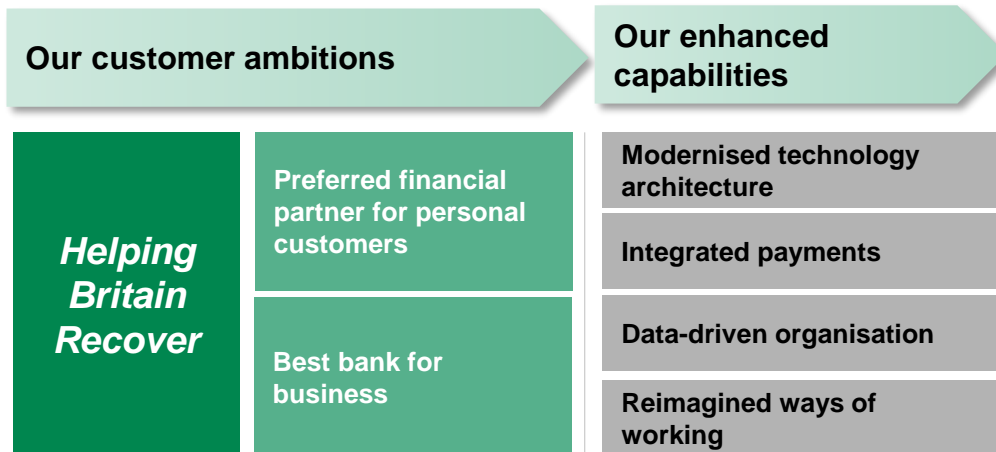 Our customer ambitions
Our enhanced
capabilities
Helping
Britain
Recover
Preferred financial
partner for personal
customers
Best bank for
business
Modernised technology
architecture
Integrated payments
Data-driven organisation
Reimagined ways of
working